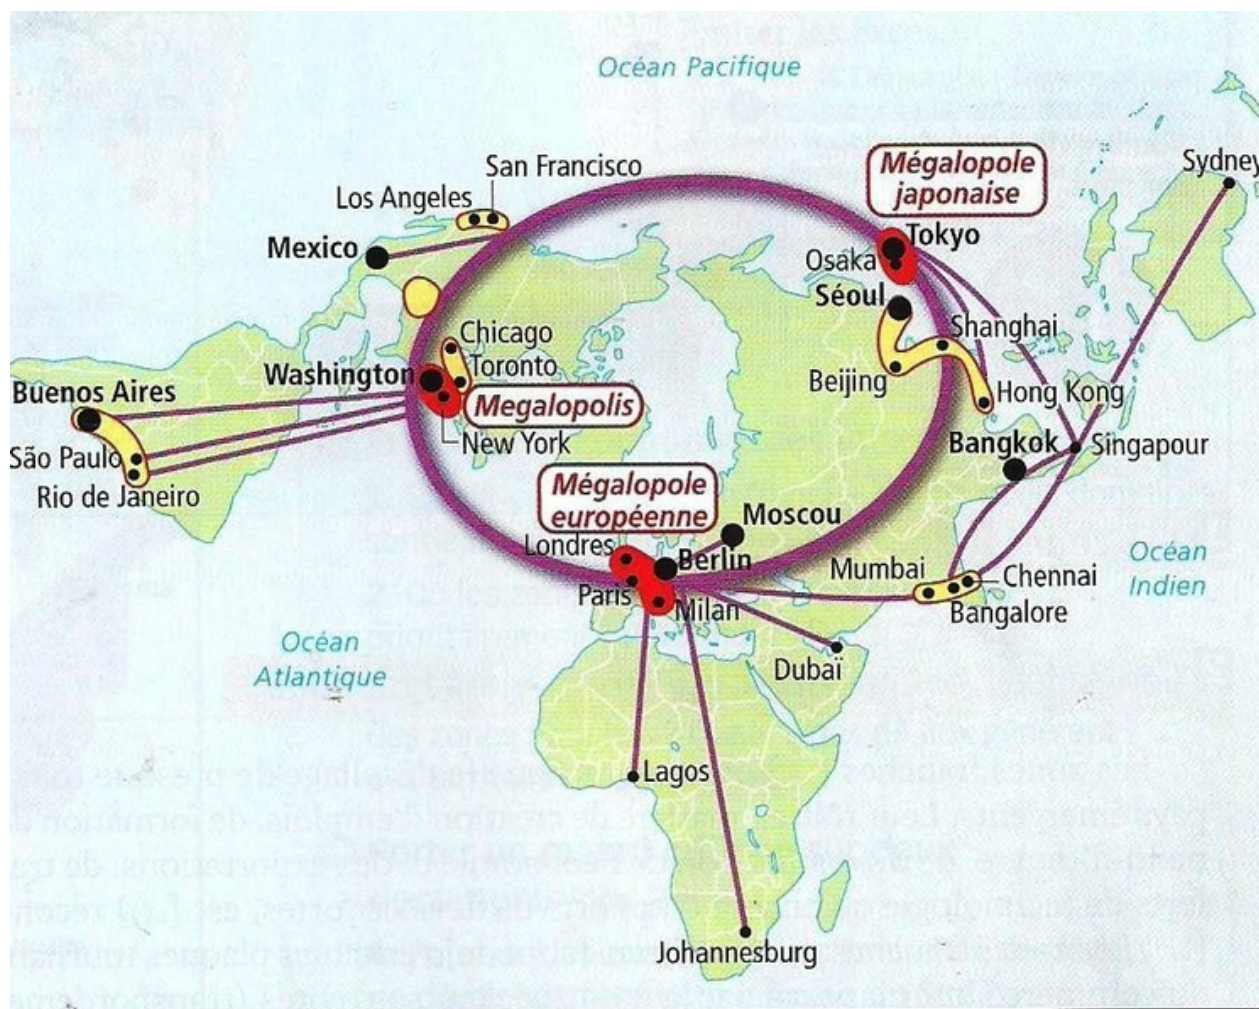 Océan Pacifique
San Francisco
Los Angeles
Mexico
Mégalopole
japonaise
Sydney
Tokyo
Osaka
Séoul
Shanghai
Beijing
Hong Kong
Chicago
Toronto
Washington
Megalopolis
New York
Buenos Aires
São Paulo
Rio de Janeiro
Bangkok
Singapour
Mégalopole
européenne
Moscou
Londres
Berlin
Paris
Milan
Mumbai
Chennai
Bangalore
Océan
Indien
Océan
Atlantique
Dubaï
Lagos
Johannesburg